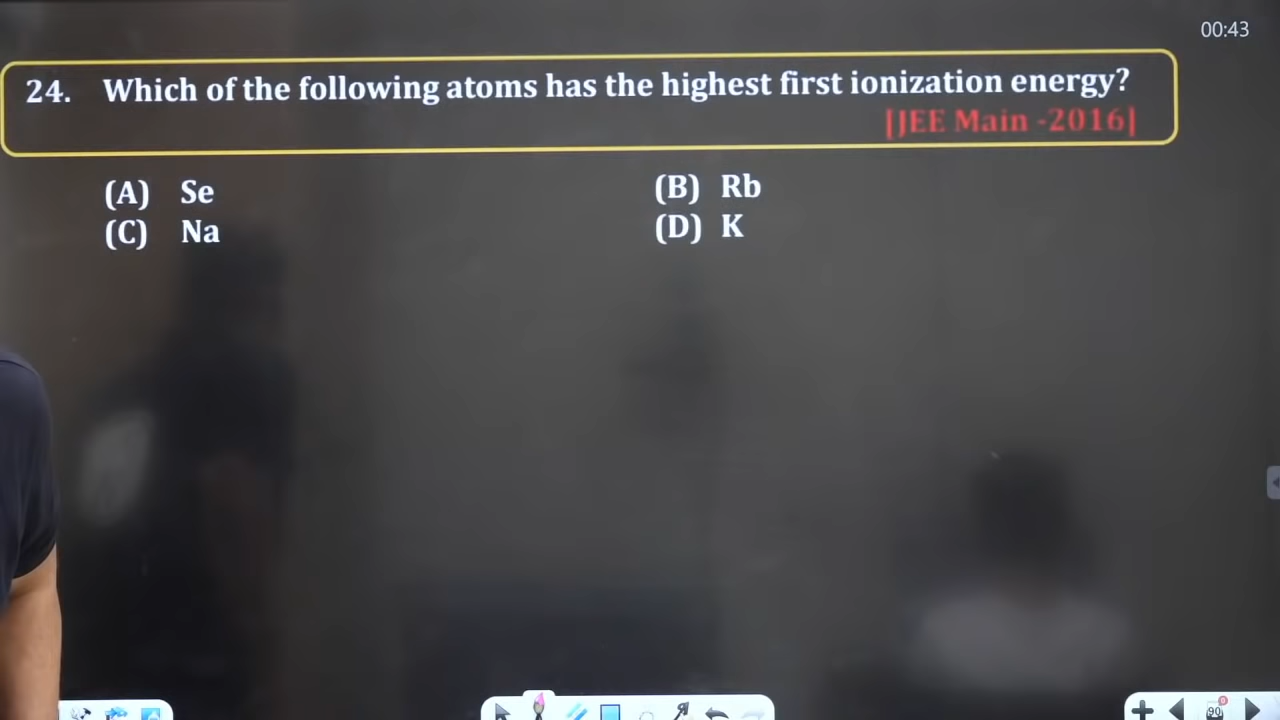 00:43
24. Which of the following atoms has the highest first ionization energy?
[JEE Main -2016]
(A) Se
(B) Rb
(C) Na
(D) K